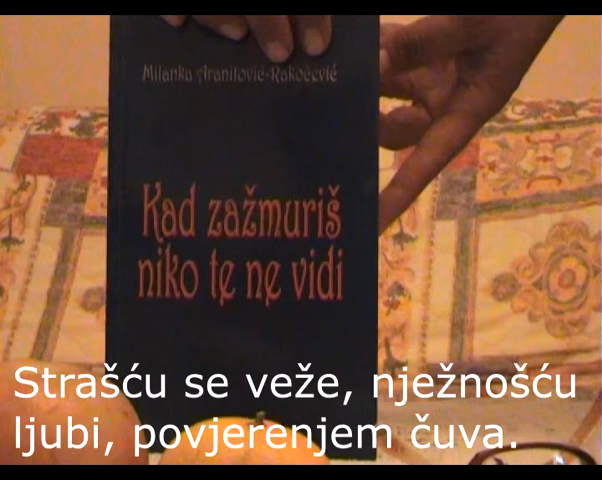 Milanka Aranitović-Rakočević
Kad zažmuriš
niko te ne vidi
Strašću se veže, nježnošću
ljubi, povjerenjem čuva.